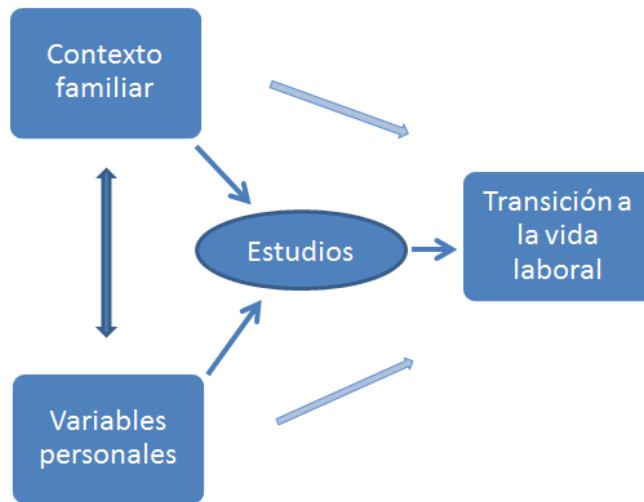 Contexto
familiar
Estudios
Transición a
la vida
laboral
Variables
personales